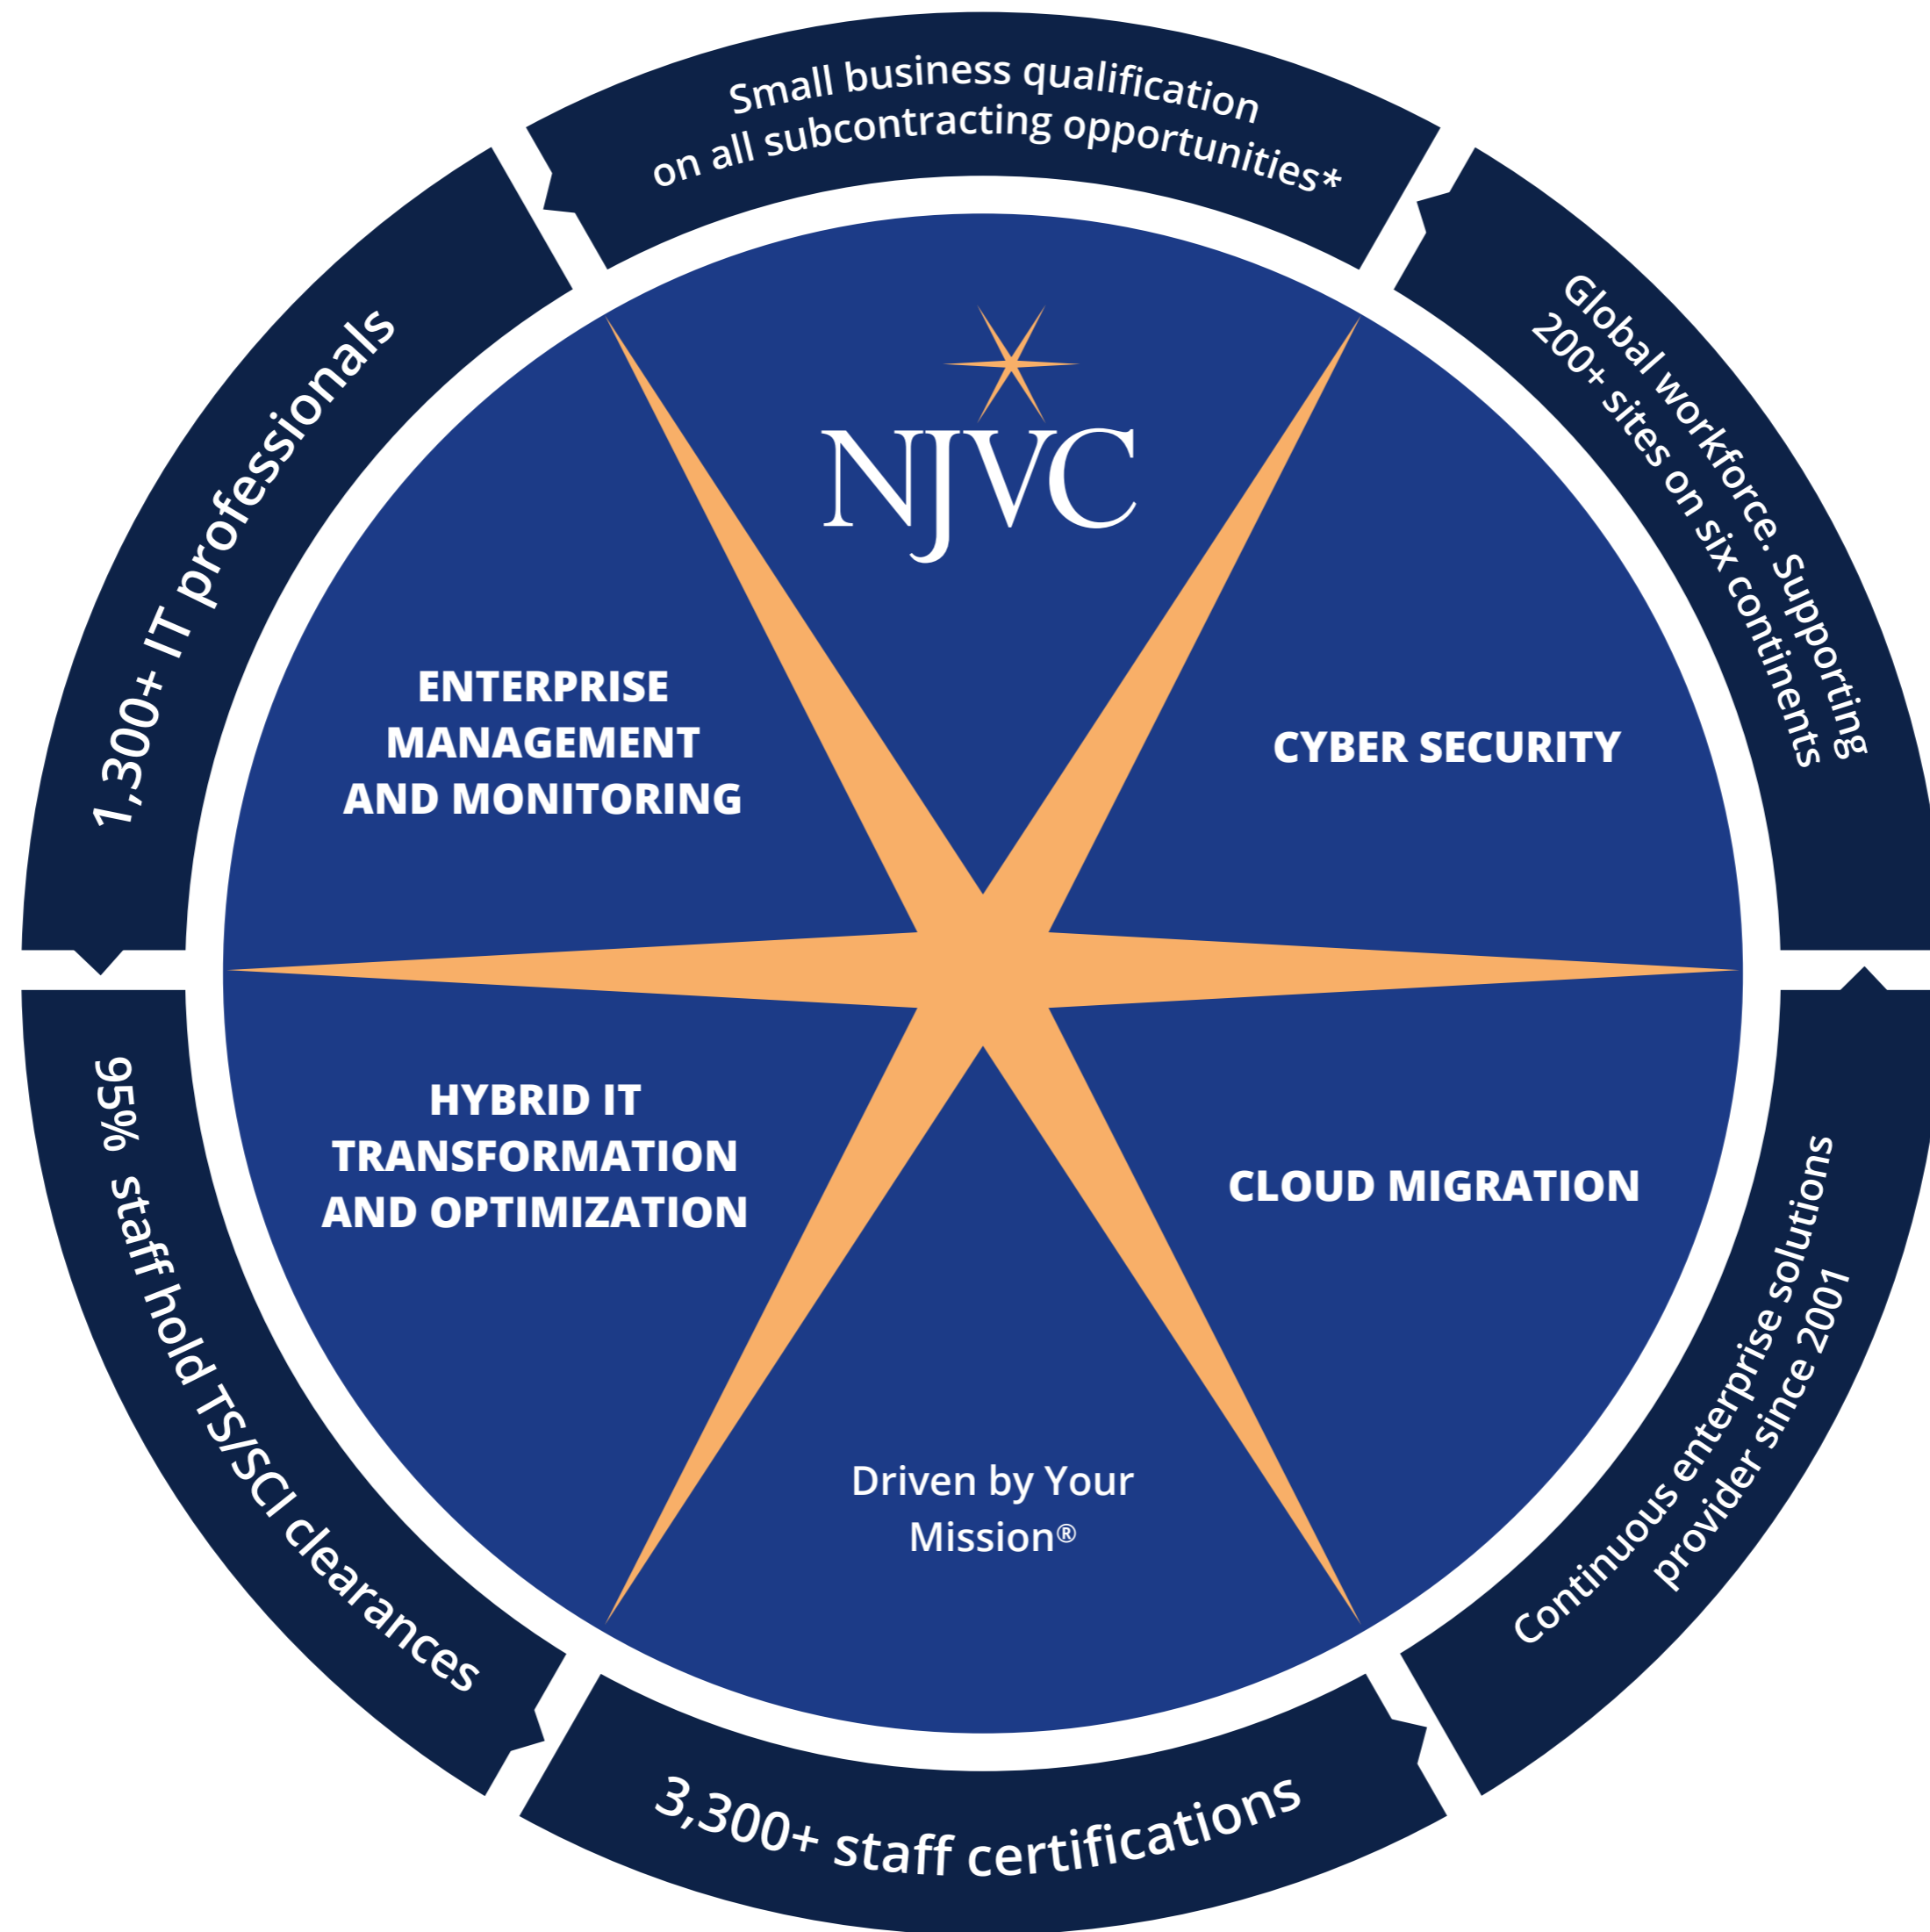 Small business qualification
on all subcontracting opportunities*
Global workforce. Supporting
200+ sites on six continents
1,300+ IT professionals
NJVC
ENTERPRISE
MANAGEMENT
AND MONITORING
CYBER SECURITY
HYBRID IT
TRANSFORMATION
AND OPTIMIZATION
CLOUD MIGRATION
Driven by Your
Mission®
95% staff hold TS/SCI clearances
Continuous enterprise solutions
provider since 2001
3,300+ staff certifications